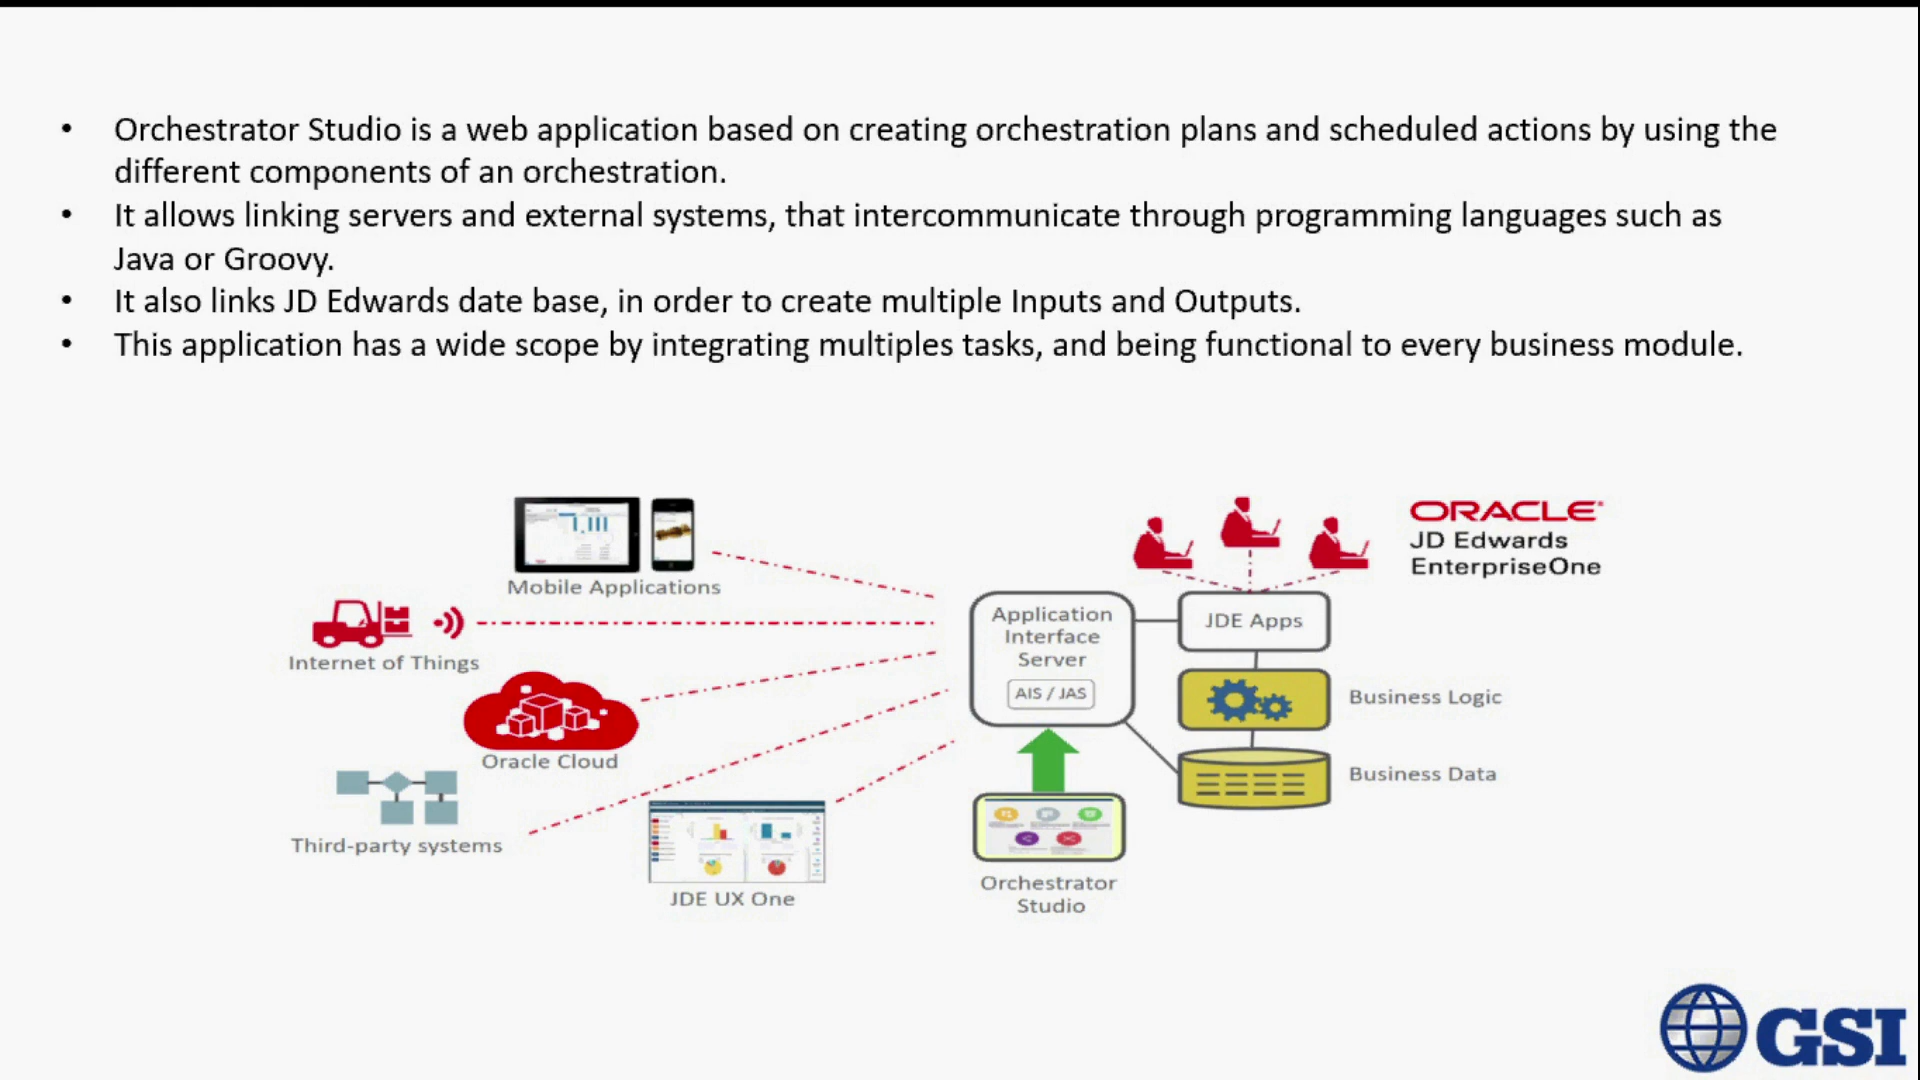 • Orchestrator Studio is a web application based on creating orchestration plans and scheduled actions by using the
different components of an orchestration.
• It allows linking servers and external systems, that intercommunicate through programming languages such as
Java or Groovy.
• It also links JD Edwards date base, in order to create multiple Inputs and Outputs.
• This application has a wide scope by integrating multiples tasks, and being functional to every business module.
Mobile Applications
Internet of Things
Oracle Cloud
Third-party systems
JDE UX One
Application
Interface
Server
AIS / JAS
Orchestrator
Studio
ORACLE
JD Edwards
EnterpriseOne
JDE Apps
Business Logic
Business Data
GSI